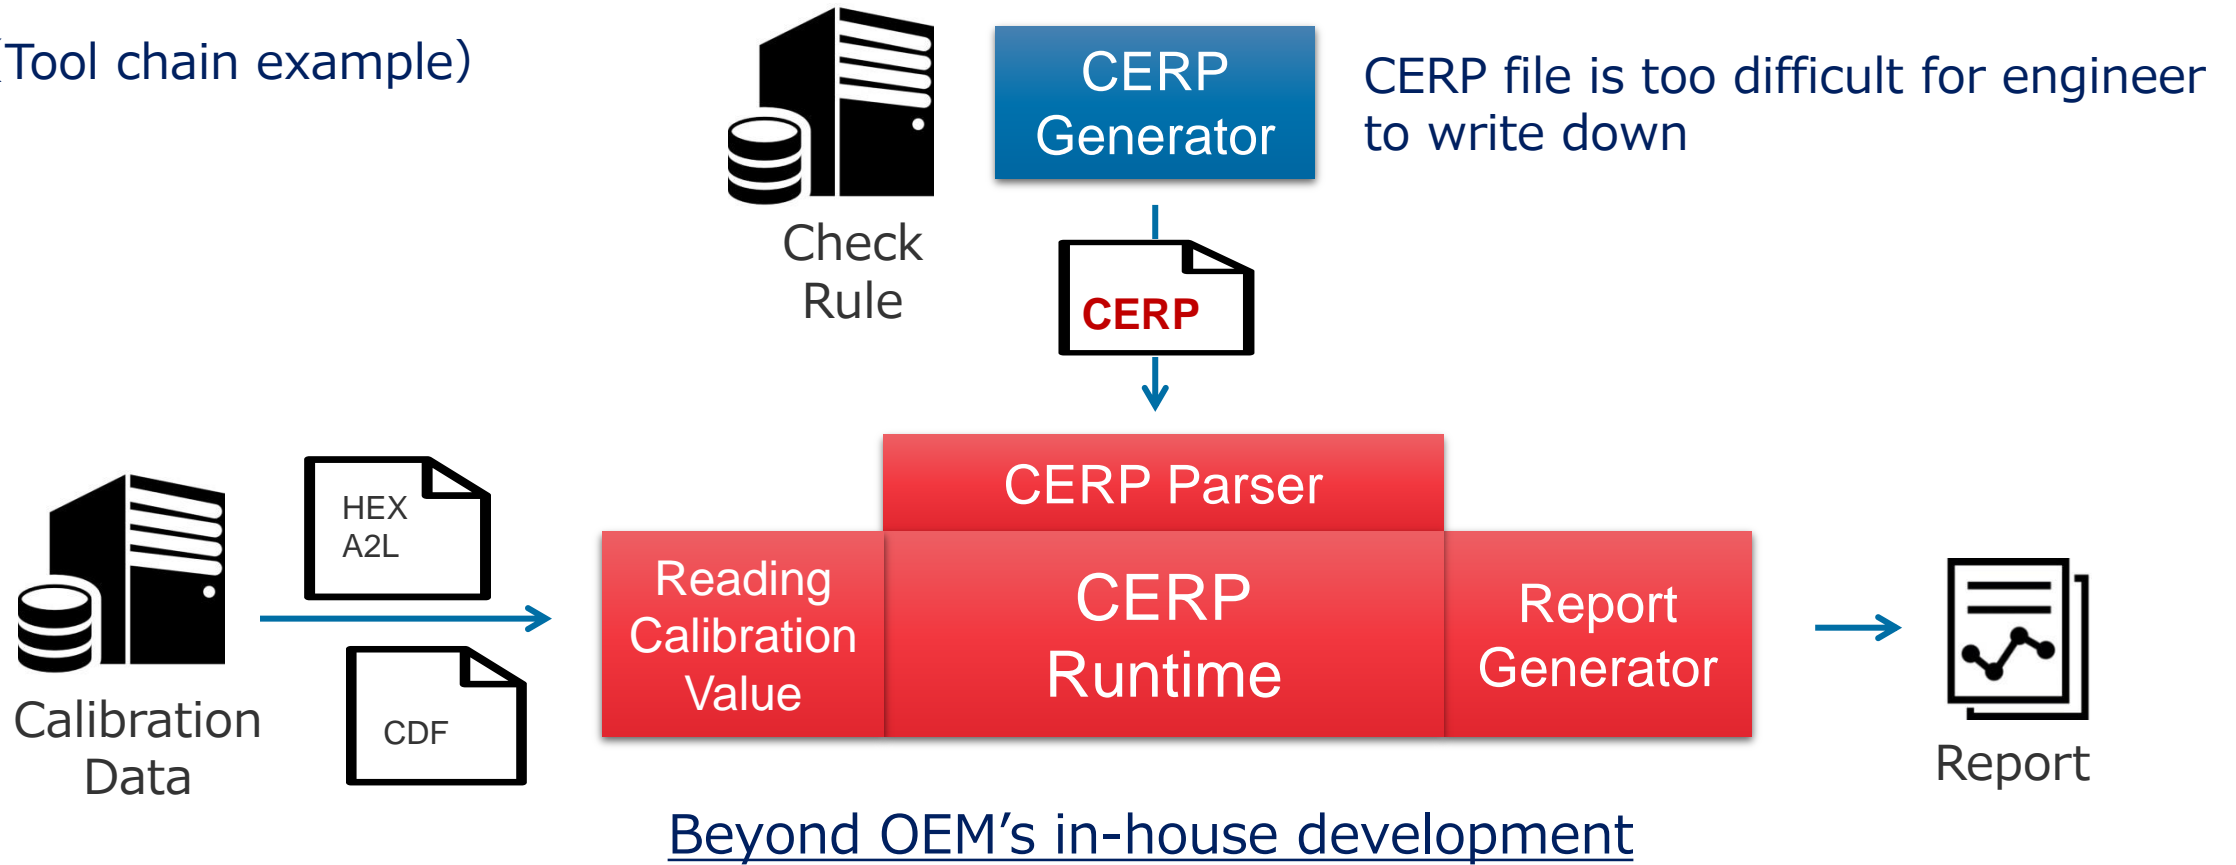 （Tool chain example）
CERP
Generator
CERP file is too difficult for engineer
to write down
Check
Rule
CERP
CERP Parser
HEX
A2L
Reading
Calibration
Value
CERP
Runtime
Report
Generator
CDF
Calibration
Data
Report
Beyond OEM’s in-house development